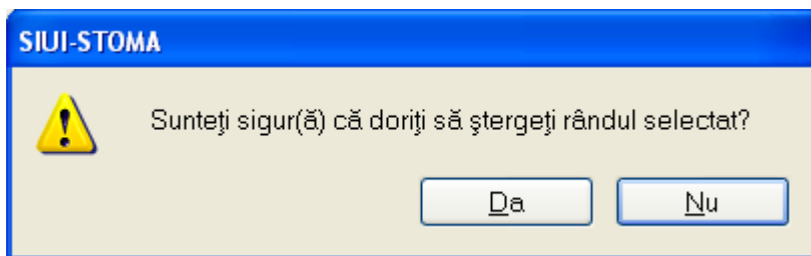 SIUI-STOMA
Sunteţi sigur(ă) că doriţi să ştergeţi rândul selectat?
Da Nu